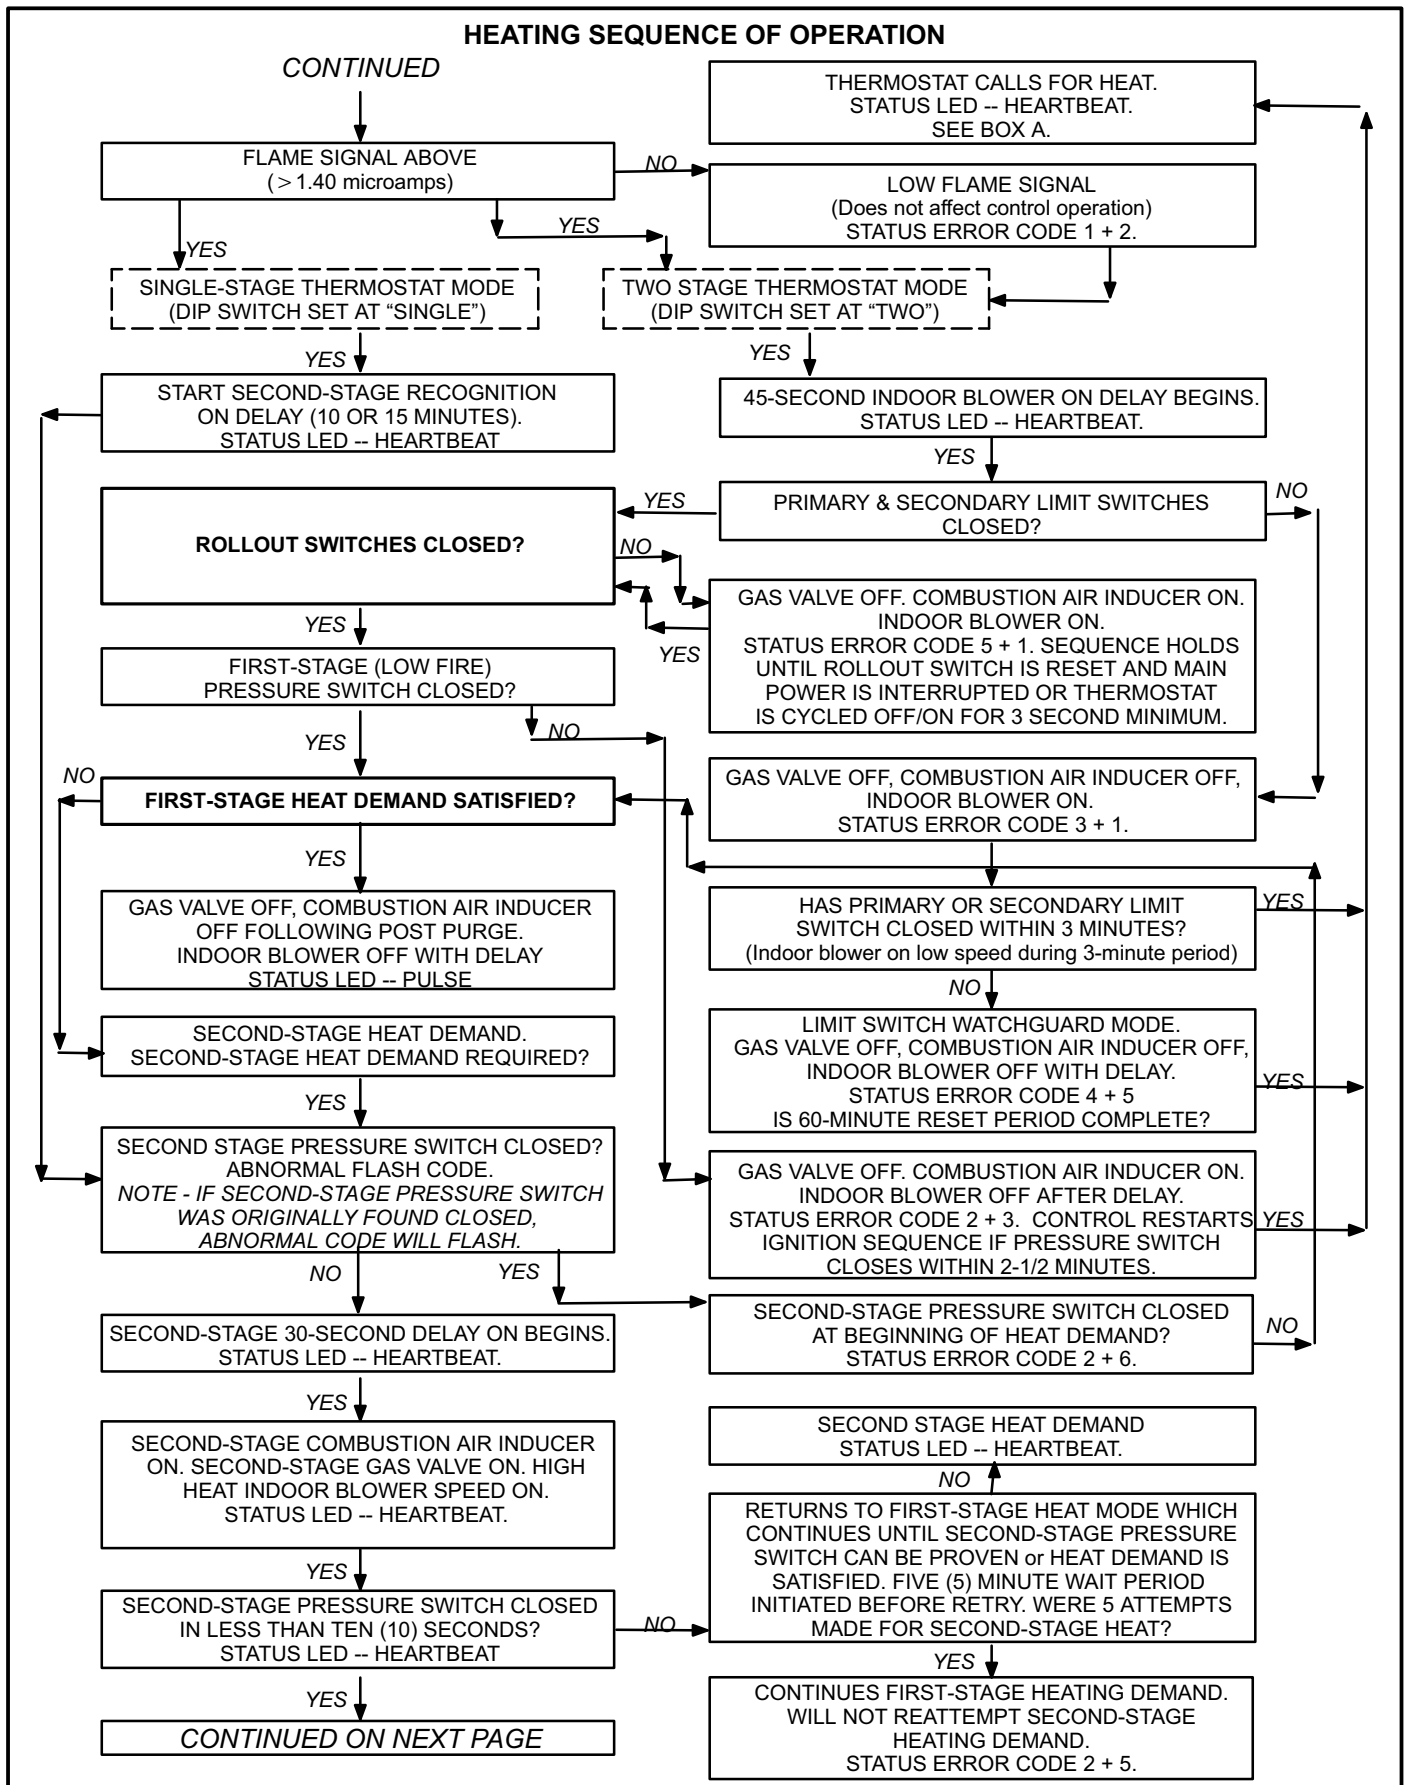 HEATING SEQUENCE OF OPERATION
CONTINUED
THERMOSTAT CALLS FOR HEAT.
STATUS LED -- HEARTBEAT.
SEE BOX A.
FLAME SIGNAL ABOVE
(>1.40 microamps)
NO
LOW FLAME SIGNAL
(Does not affect control operation)
STATUS ERROR CODE 1 + 2.
YES
YES
SINGLE-STAGE THERMOSTAT MODE
(DIP SWITCH SET AT “SINGLE”)
TWO STAGE THERMOSTAT MODE
(DIP SWITCH SET AT “TWO”)
YES
YES
START SECOND-STAGE RECOGNITION
ON DELAY (10 OR 15 MINUTES).
STATUS LED -- HEARTBEAT
45-SECOND INDOOR BLOWER ON DELAY BEGINS.
STATUS LED -- HEARTBEAT.
YES
PRIMARY & SECONDARY LIMIT SWITCHES
CLOSED?
YES
NO
ROLLOUT SWITCHES CLOSED?
NO
YES
GAS VALVE OFF. COMBUSTION AIR INDUCER ON.
INDOOR BLOWER ON.
STATUS ERROR CODE 5 + 1. SEQUENCE HOLDS
UNTIL ROLLOUT SWITCH IS RESET AND MAIN
POWER IS INTERRUPTED OR THERMOSTAT
IS CYCLED OFF/ON FOR 3 SECOND MINIMUM.
YES
FIRST-STAGE (LOW FIRE)
PRESSURE SWITCH CLOSED?
NO
YES
GAS VALVE OFF, COMBUSTION AIR INDUCER OFF,
INDOOR BLOWER ON.
STATUS ERROR CODE 3 + 1.
NO
FIRST-STAGE HEAT DEMAND SATISFIED?
YES
GAS VALVE OFF, COMBUSTION AIR INDUCER
OFF FOLLOWING POST PURGE.
INDOOR BLOWER OFF WITH DELAY
STATUS LED -- PULSE
HAS PRIMARY OR SECONDARY LIMIT
SWITCH CLOSED WITHIN 3 MINUTES?
(Indoor blower on low speed during 3-minute period)
YES
NO
SECOND-STAGE HEAT DEMAND.
SECOND-STAGE HEAT DEMAND REQUIRED?
LIMIT SWITCH WATCHGUARD MODE.
GAS VALVE OFF, COMBUSTION AIR INDUCER OFF,
INDOOR BLOWER OFF WITH DELAY.
STATUS ERROR CODE 4 + 5
IS 60-MINUTE RESET PERIOD COMPLETE?
YES
YES
SECOND STAGE PRESSURE SWITCH CLOSED?
ABNORMAL FLASH CODE.
NOTE - IF SECOND-STAGE PRESSURE SWITCH
WAS ORIGINALLY FOUND CLOSED,
ABNORMAL CODE WILL FLASH.
GAS VALVE OFF. COMBUSTION AIR INDUCER ON.
INDOOR BLOWER OFF AFTER DELAY.
STATUS ERROR CODE 2 + 3. CONTROL RESTARTS
IGNITION SEQUENCE IF PRESSURE SWITCH
CLOSES WITHIN 2-1/2 MINUTES.
YES
NO
YES
SECOND-STAGE PRESSURE SWITCH CLOSED
AT BEGINNING OF HEAT DEMAND?
STATUS ERROR CODE 2 + 6.
NO
SECOND-STAGE 30-SECOND DELAY ON BEGINS.
STATUS LED -- HEARTBEAT.
YES
SECOND-STAGE COMBUSTION AIR INDUCER
ON. SECOND-STAGE GAS VALVE ON. HIGH
HEAT INDOOR BLOWER SPEED ON.
STATUS LED -- HEARTBEAT.
SECOND STAGE HEAT DEMAND
STATUS LED -- HEARTBEAT.
NO
RETURNS TO FIRST-STAGE HEAT MODE WHICH
CONTINUES UNTIL SECOND-STAGE PRESSURE
SWITCH CAN BE PROVEN or HEAT DEMAND IS
SATISFIED. FIVE (5) MINUTE WAIT PERIOD
INITIATED BEFORE RETRY. WERE 5 ATTEMPTS
MADE FOR SECOND-STAGE HEAT?
YES
SECOND-STAGE PRESSURE SWITCH CLOSED
IN LESS THAN TEN (10) SECONDS?
STATUS LED -- HEARTBEAT
NO
YES
YES
CONTINUES FIRST-STAGE HEATING DEMAND.
WILL NOT REATTEMPT SECOND-STAGE
HEATING DEMAND.
STATUS ERROR CODE 2 + 5.
CONTINUED ON NEXT PAGE